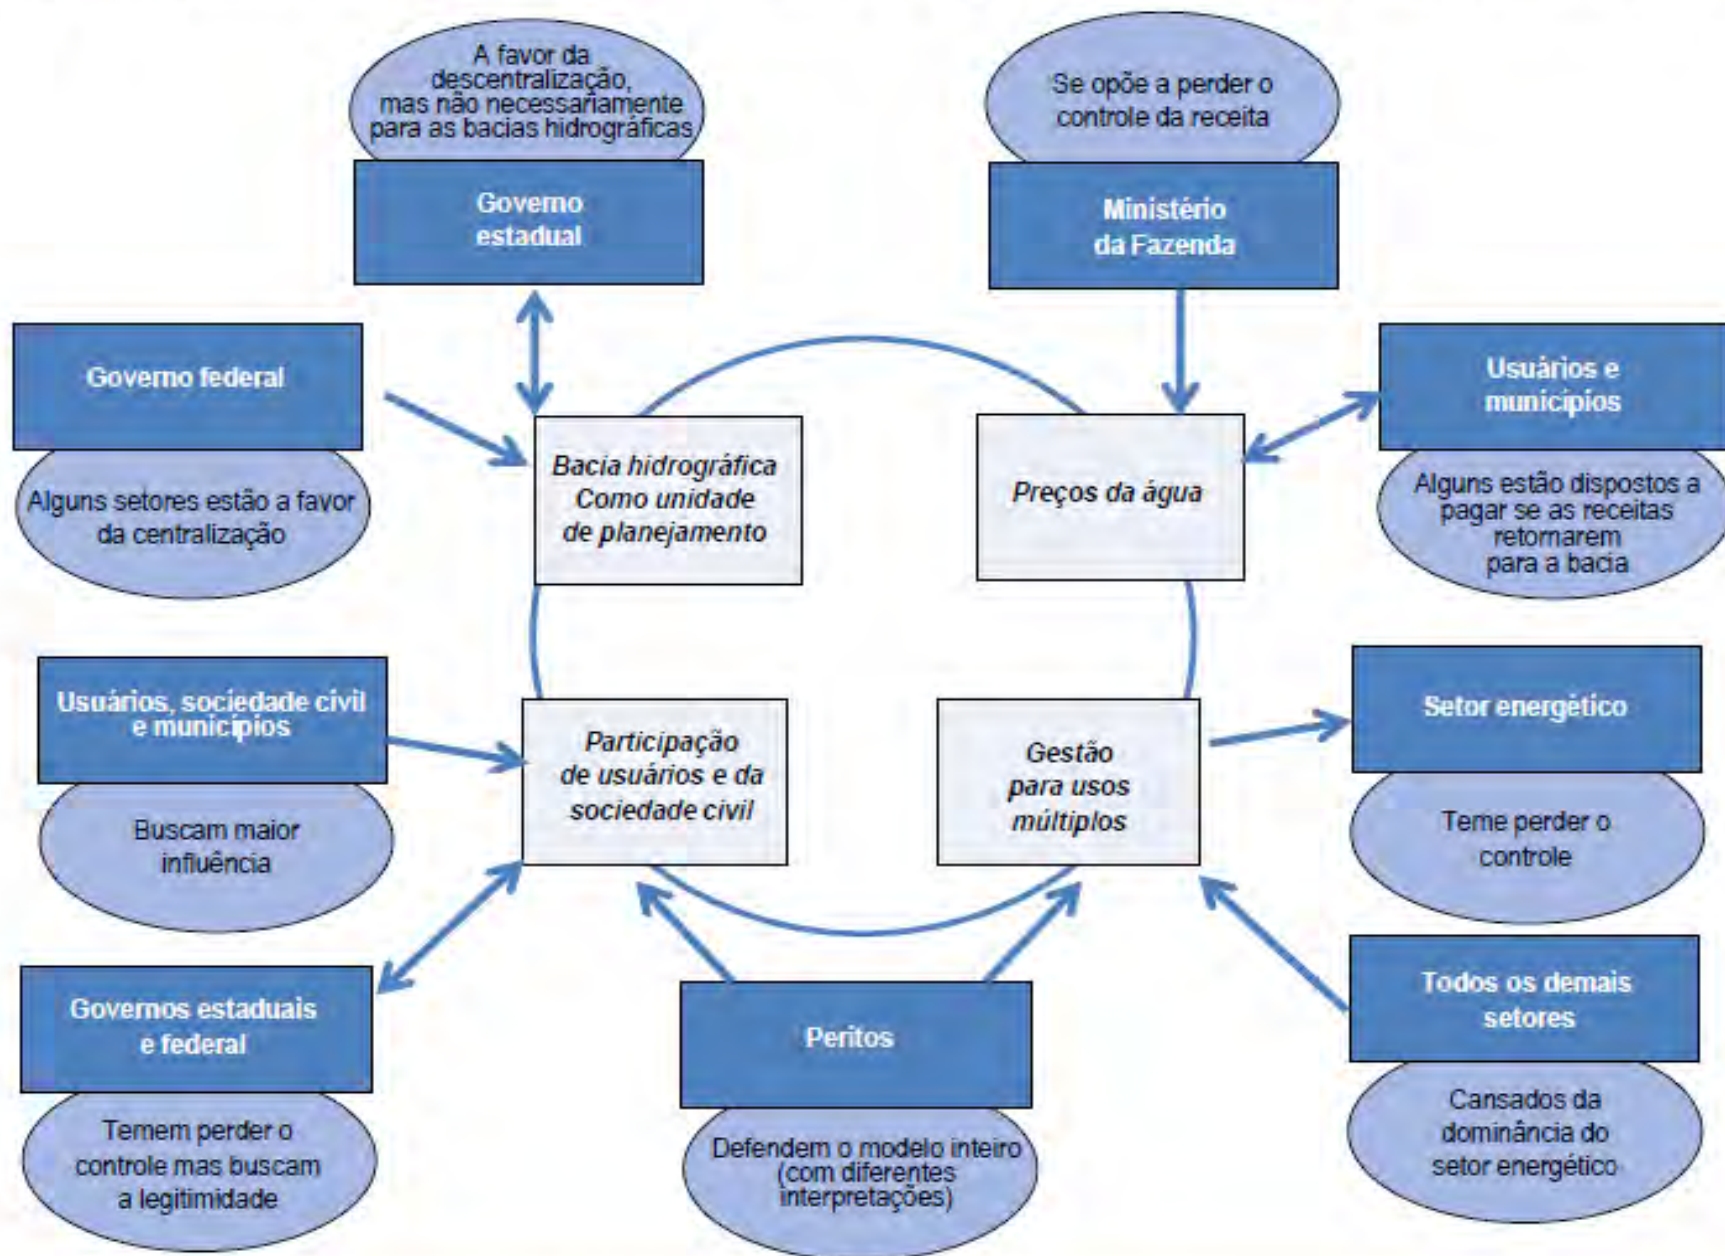 A favor da
descentralização,
mas não necessariamente
para as bacias hidrográficas
Governo
estadual
Se opõe a perder o
controle da receita
Ministério
da Fazenda
Governo federal
Alguns setores estão a favor
da centralização
Bacia hidrográfica
Como unidade
de planejamento
Preços da água
Usuários e
municípios
Alguns estão dispostos a
pagar se as receitas
retornarem
para a bacia
Usuários, sociedade civil
e municípios
Buscam maior
influência
Participação
de usuários e da
sociedade civil
Gestão
para usos
múltiplos
Setor energético
Teme perder o
controle
Governos estaduais
e federal
Temem perder o
controle mas buscam
a legitimidade
Peritos
Defendem o modelo inteiro
(com diferentes
interpretações)
Todos os demais
setores
Cansados da
dominância do
setor energético